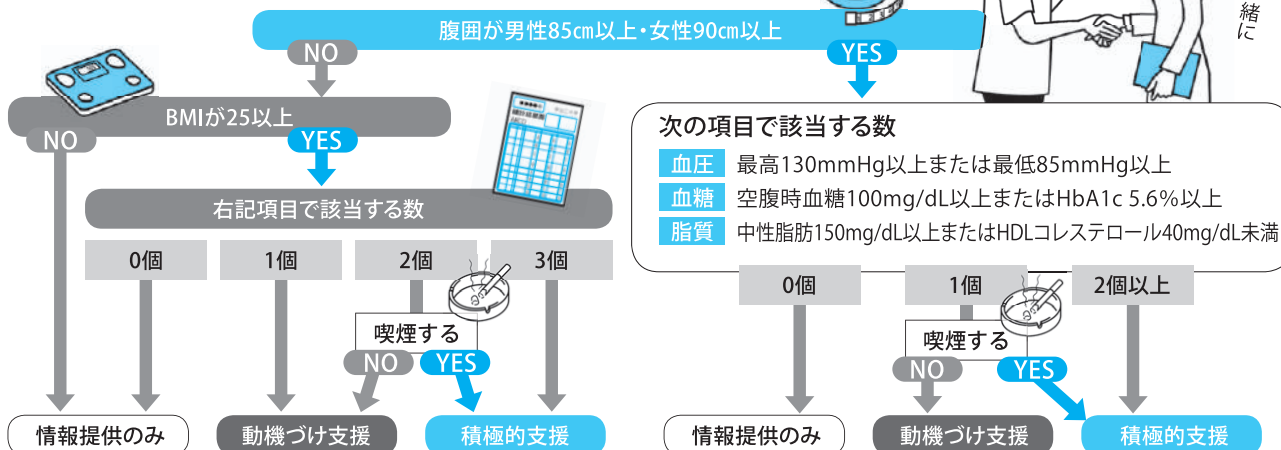 緒に
腹囲が男性85cm以上・女性90cm以上
NO
YES
BMIが25以上
NO
YES
右記項目で該当する数
0個
1個
2個
3個
喫煙する
NO
YES
情報提供のみ
動機づけ支援
積極的支援
次の項目で該当する数
血圧 最高130mmHg以上または最低85mmHg以上
血糖 空腹時血糖100mg/dL以上またはHbA1c 5.6%以上
脂質 中性脂肪150mg/dL以上またはHDLコレステロール40mg/dL未満
0個
1個
2個以上
喫煙する
NO
YES
情報提供のみ
動機づけ支援
積極的支援